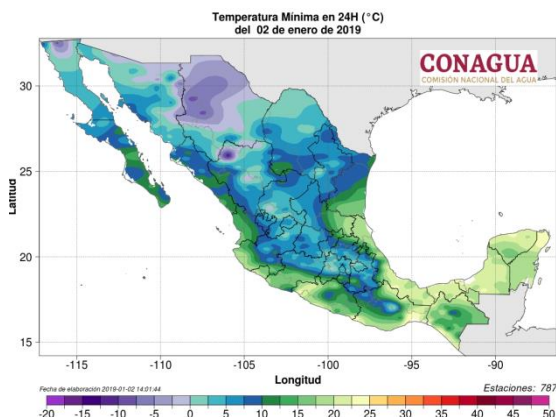 Temperatura Mínima en 24H (°C)
del 02 de enero de 2019
CONAGUA
COMISIÓN NACIONAL DEL AGUA
Latitud
30
25
20
15
-115 -110 -105 -100 -95 -90
Longitud
Fecha de elaboración 2019-01-02 14:01:44
Estaciones: 787
-20 -15 -10 -5 0 5 10 15 20 25 30 35 40 45